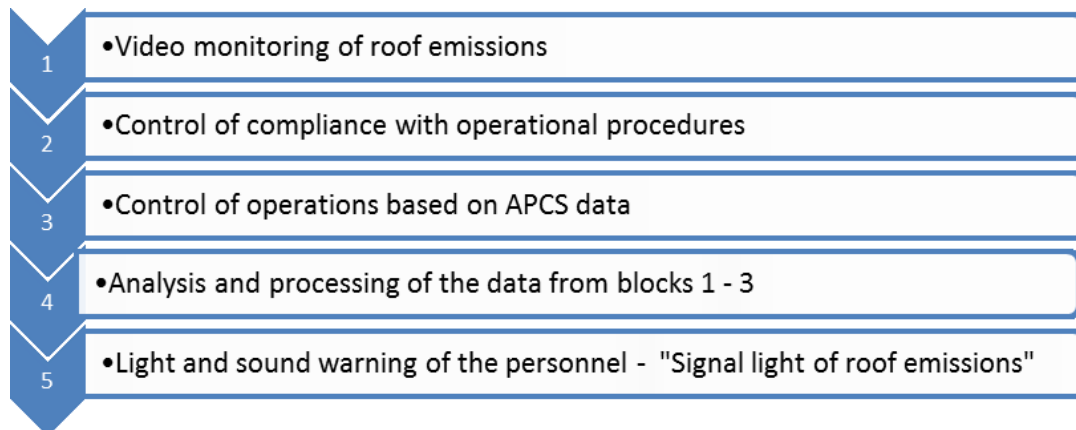 1
•Video monitoring of roof emissions
2
•Control of compliance with operational procedures
3
•Control of operations based on APCS data
4
•Analysis and processing of the data from blocks 1 - 3
5
•Light and sound warning of the personnel - "Signal light of roof emissions"